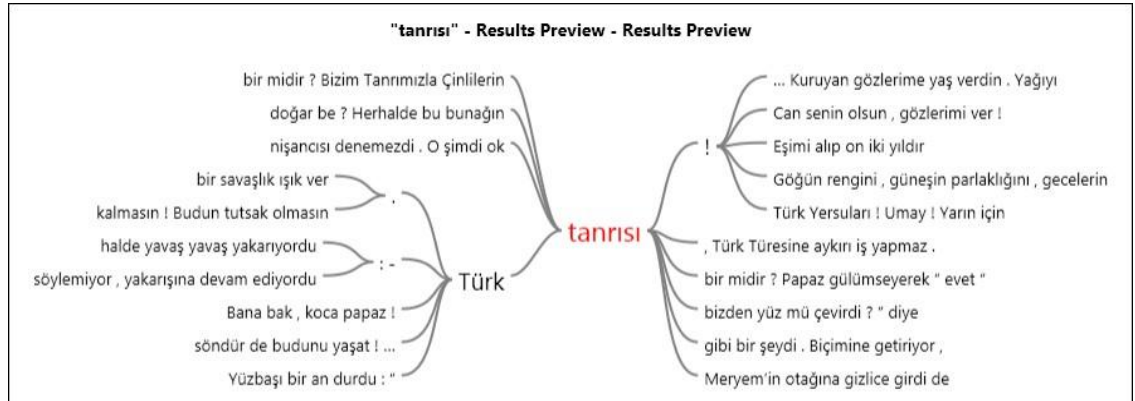 "tanrısı" - Results Preview - Results Preview
bir midir ? Bizim Tanrımızla Çinlilerin
doğar be ? Herhalde bu bunağın
nişancısı denemezdi . O şimdi ok
bir savaşlık ışık ver
kalmasın ! Budun tutsak olmasın
.
halde yavaş yavaş yakarıyordu
söylemiyor , yakarışına devam ediyordu
: -
Bana bak , koca papaz !
söndür de budunu yaşat ! ...
Yüzbaşı bir an durdu : "
Türk
tanrısı
!
... Kuruyan gözlerime yaş verdin . Yağıyı
Can senin olsun , gözlerimi ver !
Eşimi alıp on iki yıldır
Göğün rengini , güneşin parlaklığını , gecelerin
Türk Yersuları ! Umay ! Yarın için
, Türk Türesine aykırı iş yapmaz .
bir midir ? Papaz gülümseyerek " evet "
bizden yüz mü çevirdi ? " diye
gibi bir şeydi . Biçimine getiriyor ,
Meryem'in otağına gizlice girdi de